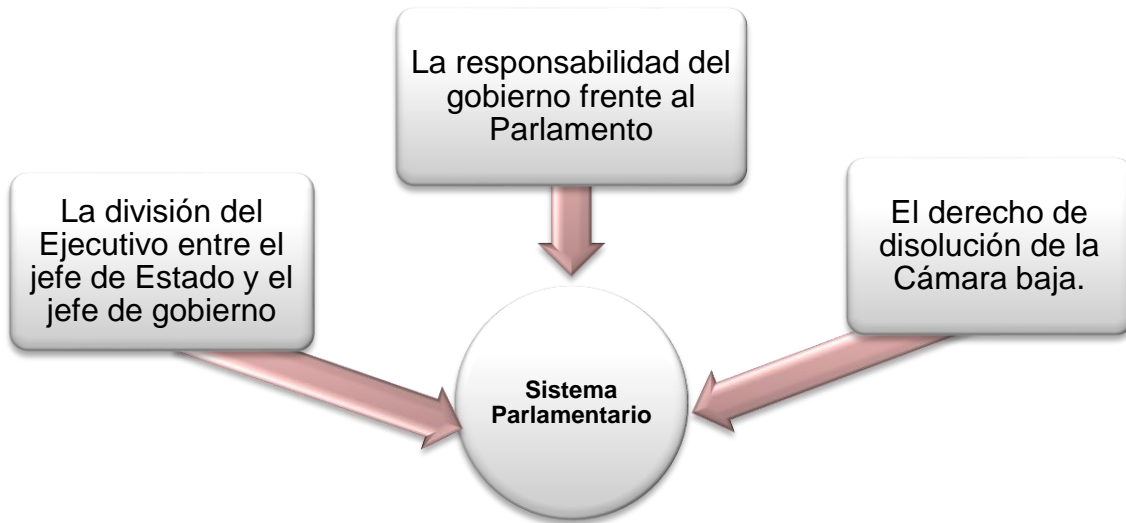 La división del
Ejecutivo entre el
jefe de Estado y el
jefe de gobierno
La responsabilidad del
gobierno frente al
Parlamento
El derecho de
disolución de la
Cámara baja.
Sistema
Parlamentario